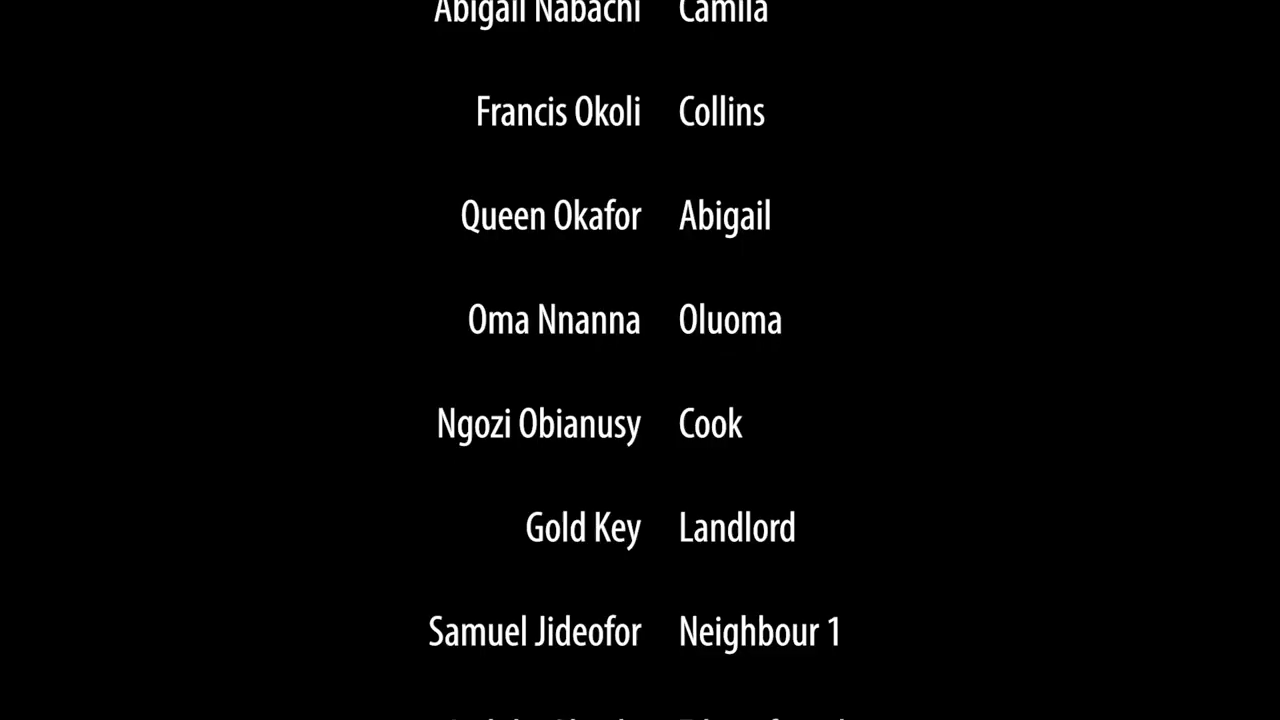 Abigail Nabachi Camila
Francis Okoli Collins
Queen Okafor Abigail
Oma Nnanna Oluoma
Ngozi Obianusy Cook
Gold Key Landlord
Samuel Jideofor Neighbour 1